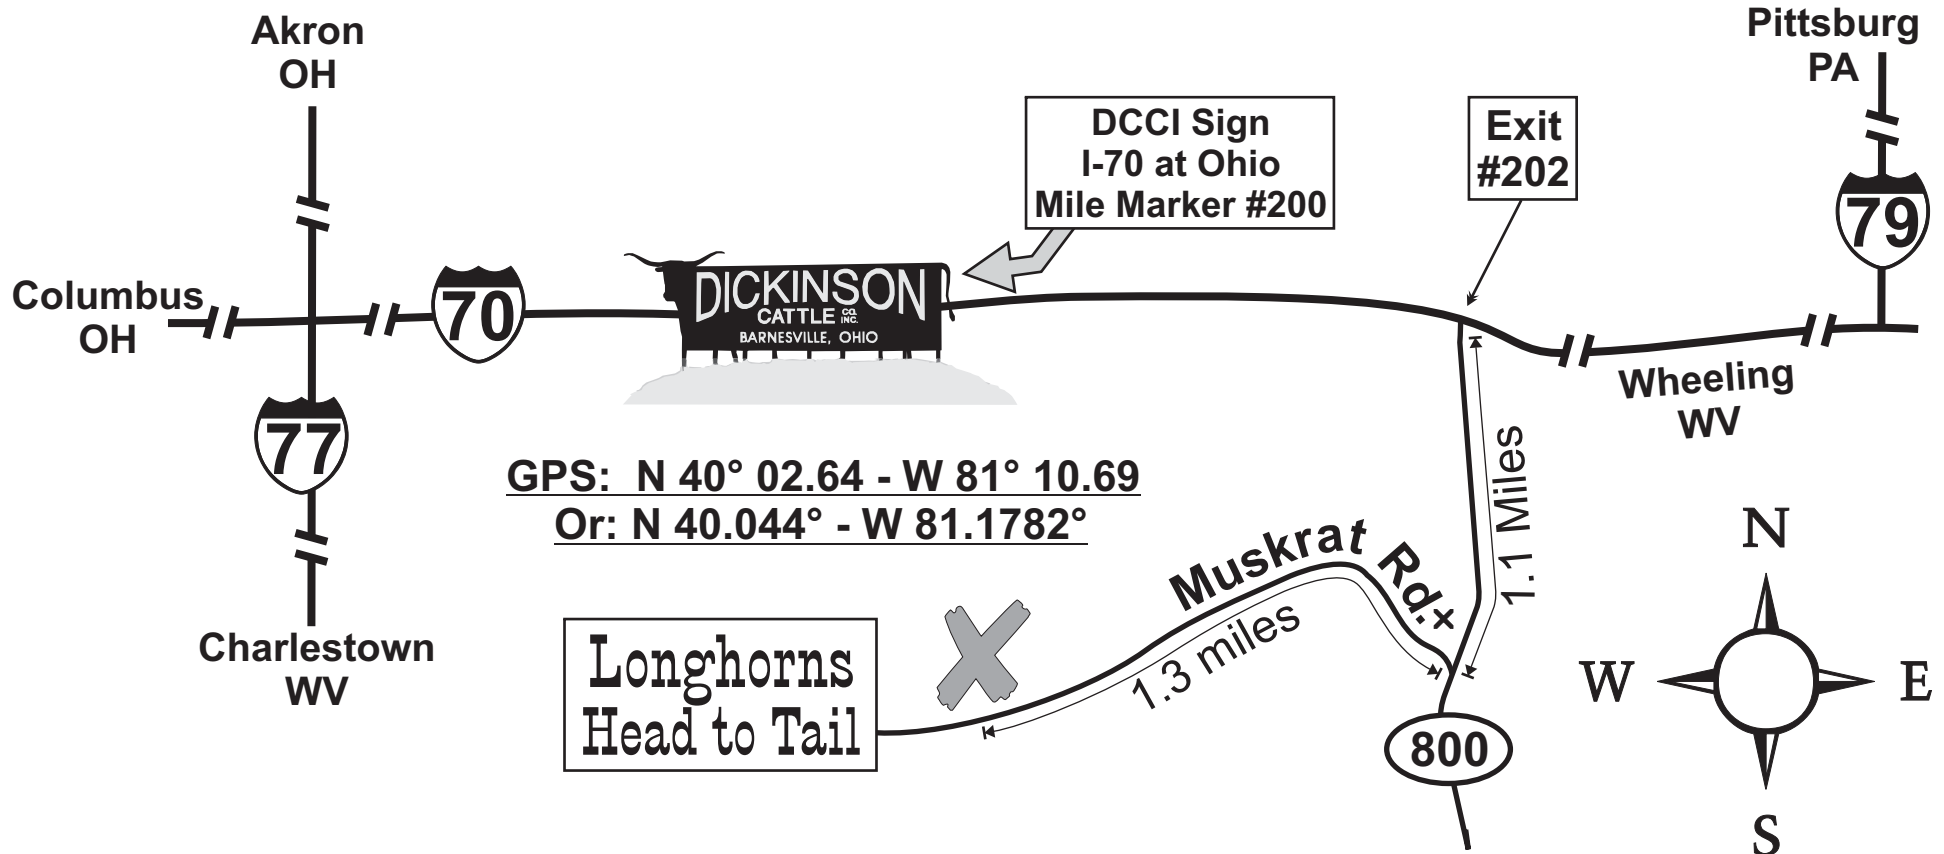 Akron
OH
Pittsburg
PA
DCCI Sign
I-70 at Ohio
Mile Marker #200
Exit
#202
79
Columbus
OH
70
DICKINSON
CATTLE CO. INC.
BARNESVILLE, OHIO
Wheeling
WV
77
GPS:  N 40° 02.64 - W 81° 10.69
Or: N 40.044° - W 81.1782°
1.1 Miles
Muskrat Rd.+
1.3 miles
Longhorns
Head to Tail
Charlestown
WV
800
N
W
E
S